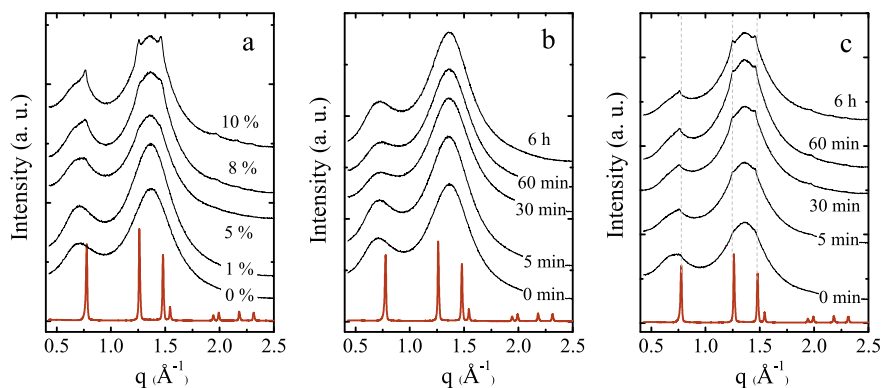 a
Intensity (a. u.)
10 %
8 %
5 %
1 %
0 %
0.5 1.0 1.5 2.0 2.5
q (Å-1)
b
Intensity (a. u.)
6 h
60 min
30 min
5 min
0 min
0.5 1.0 1.5 2.0 2.5
q (Å-1)
c
Intensity (a. u.)
6 h
60 min
30 min
5 min
0 min
0.5 1.0 1.5 2.0 2.5
q (Å-1)